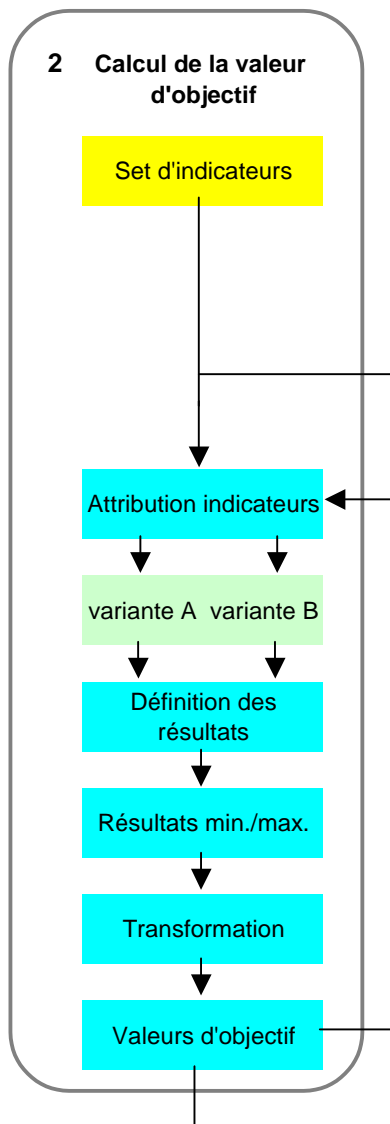 2 Calcul de la valeur
d'objectif
Set d'indicateurs
Attribution indicateurs
variante A variante B
Définition des
résultats
Résultats min./max.
Transformation
Valeurs d'objectif